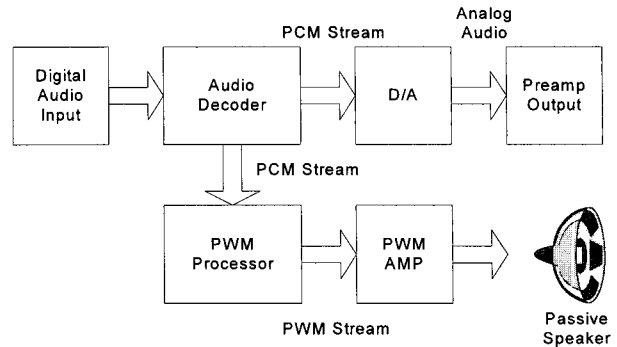 PCM Stream
Analog
Audio
Digital
Audio
Input
Audio
Decoder
D/A
Preamp
Output
PCM Stream
PWM
Processor
PWM
AMP
PWM Stream
Passive
Speaker